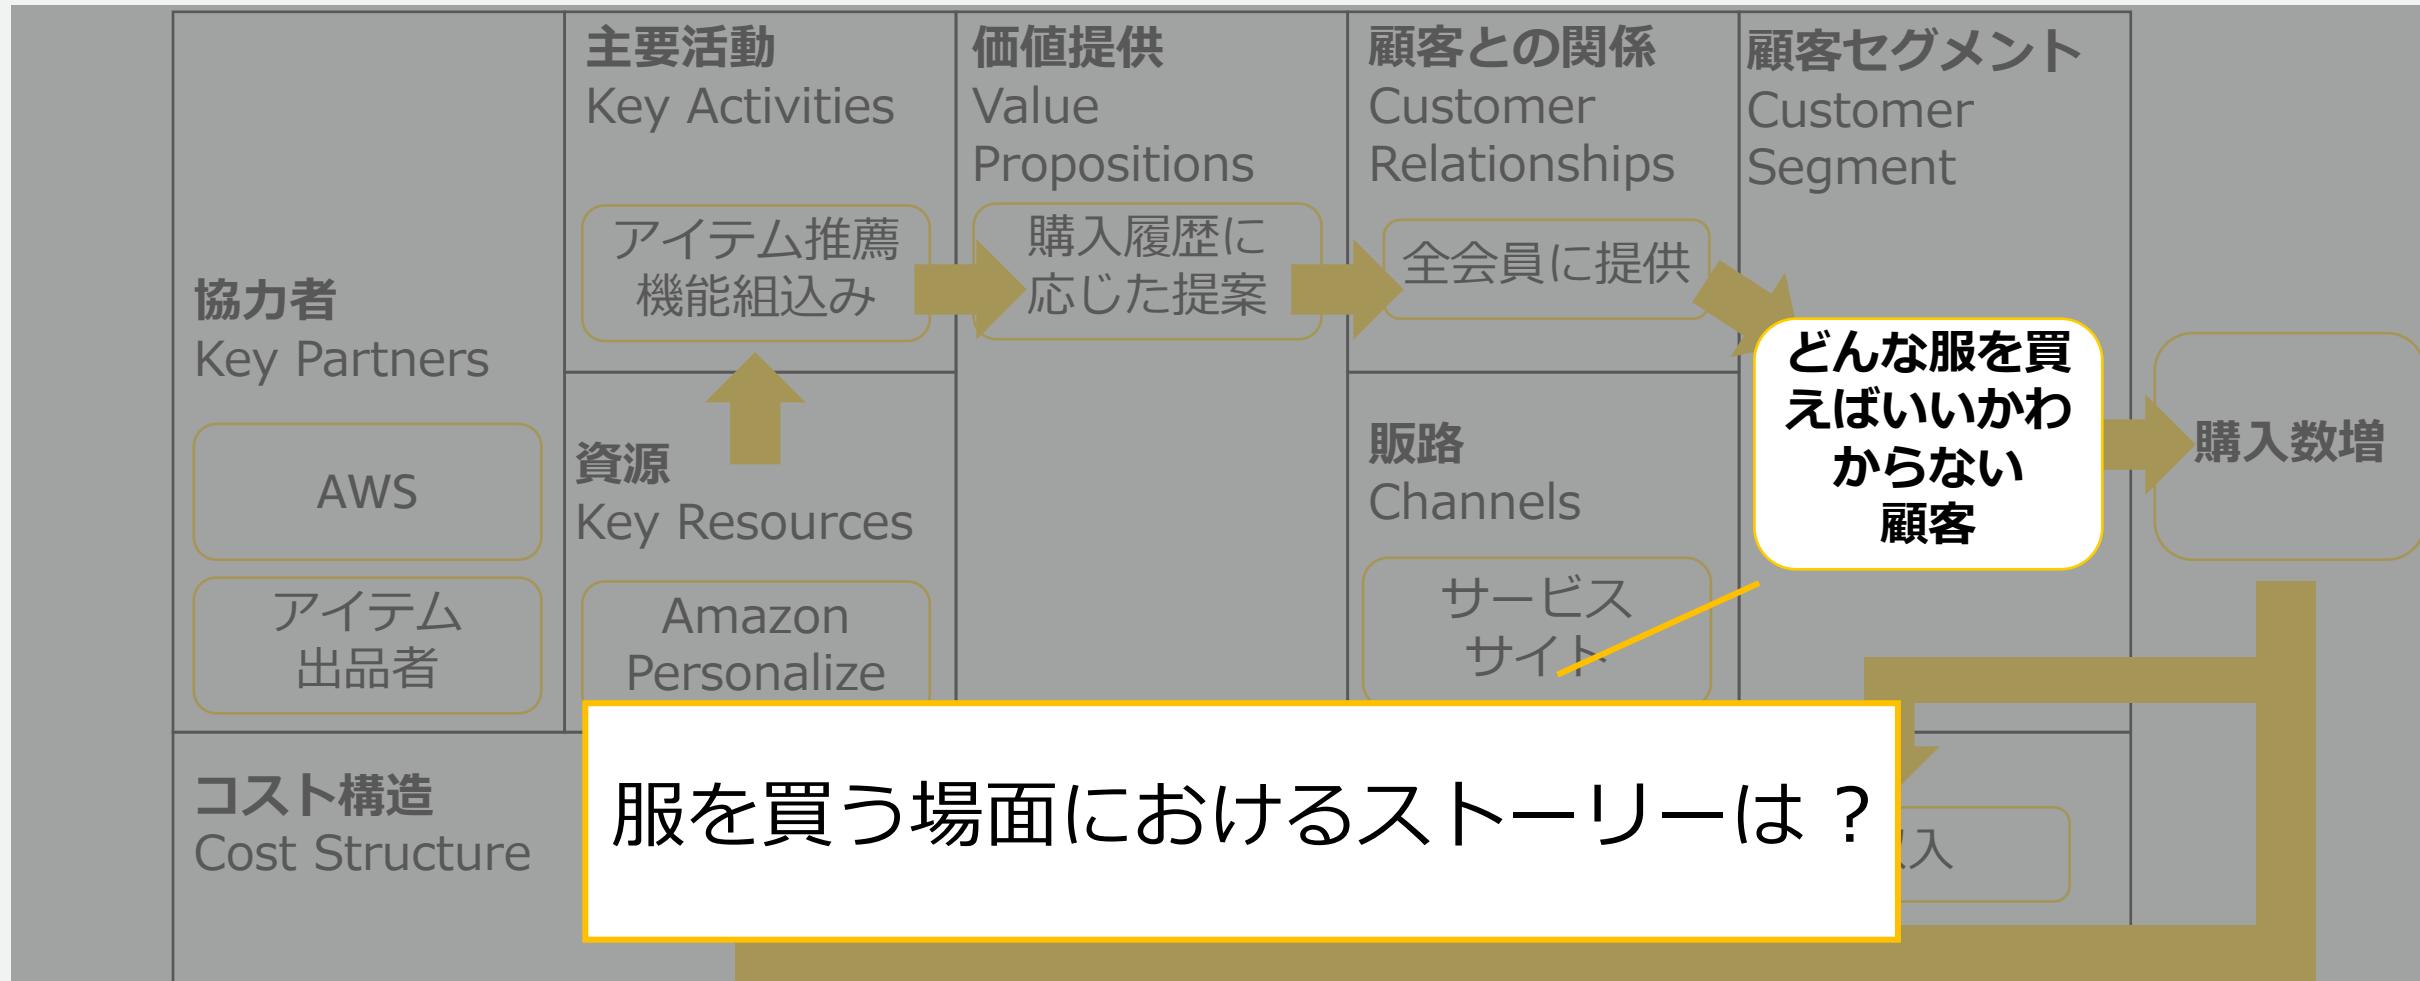 協力者
Key Partners
AWS
アイテム
出品者
主要活動
Key Activities
アイテム推薦
機能組込み
資源
Key Resources
Amazon
Personalize
価値提供
Value
Propositions
購入履歴に
応じた提案
顧客との関係
Customer
Relationships
全会員に提供
販路
Channels
サービス
サイト
顧客セグメント
Customer
Segment
どんな服を買
えばいいかわ
からない
顧客
購入数増
コスト構造
Cost Structure
服を買う場面におけるストーリーは ?
入